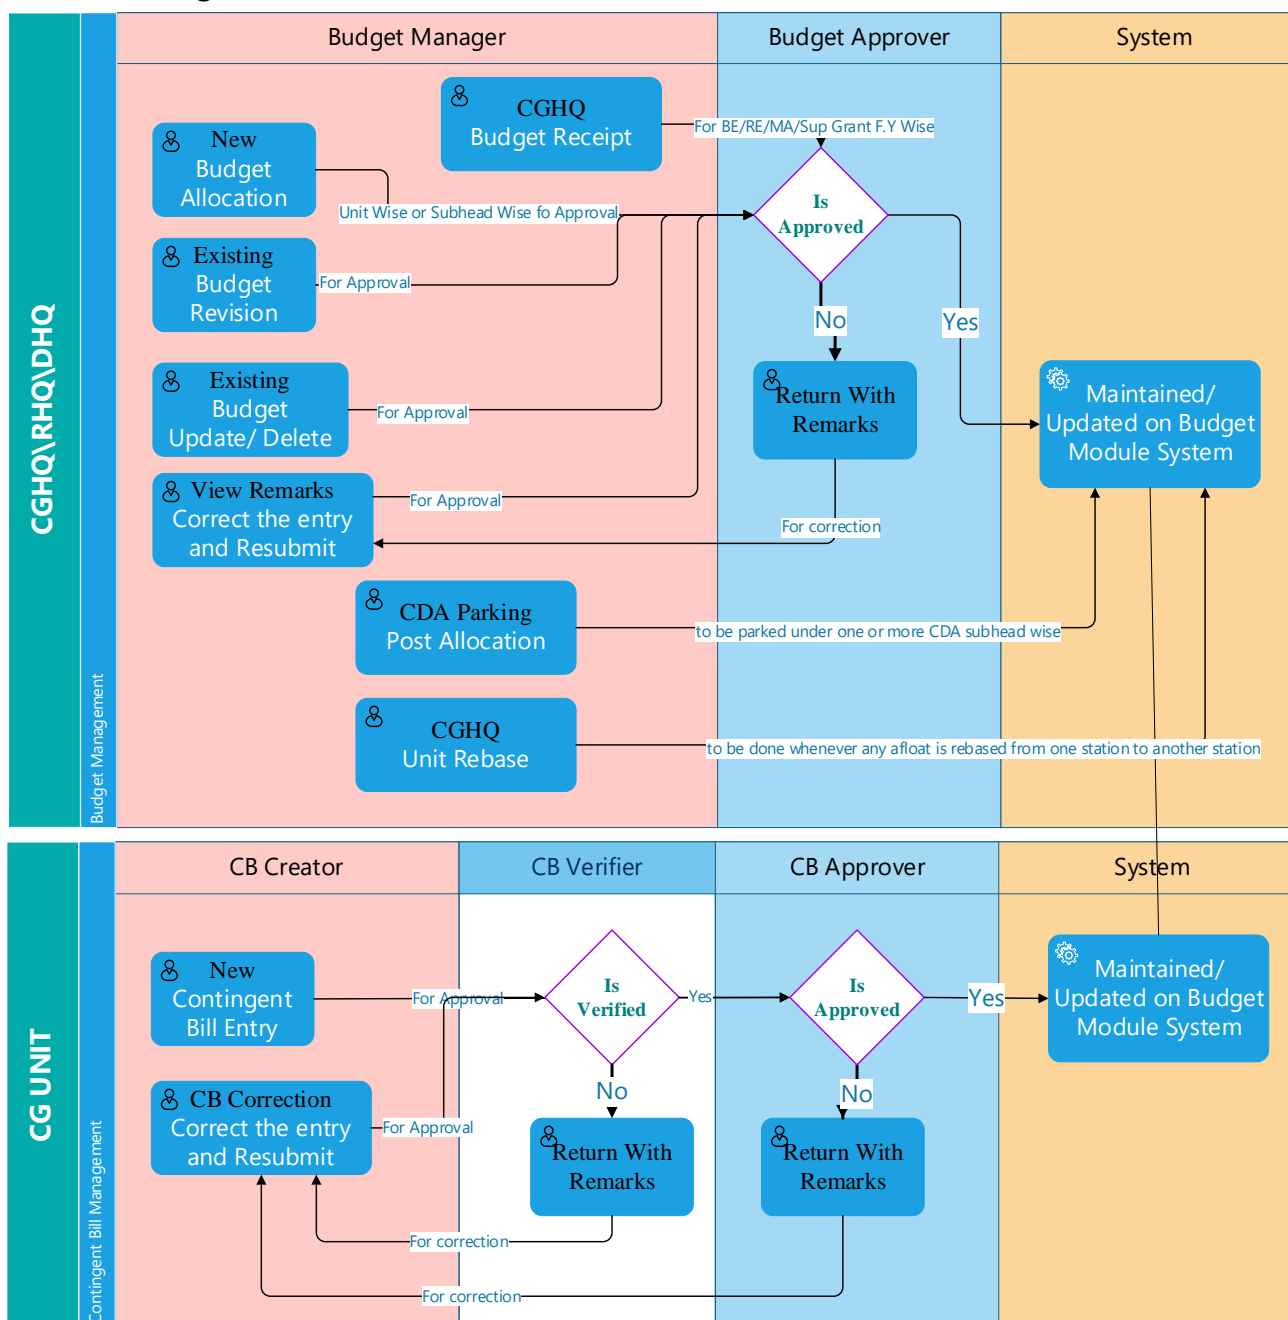 Budget Manager
Budget Approver
System
CGHQ\RHQ\DHQ
Budget Management
CGHQ
Budget Receipt
For BE/RE/MA/Sup Grant F.Y Wise
New
Budget
Allocation
Unit Wise or Subhead Wise fo Approval
Is
Approved
Existing
Budget
Revision
For Approval
No
Yes
Existing
Budget
Update/ Delete
For Approval
Return With
Remarks
Maintained/
Updated on Budget
Module System
View Remarks
Correct the entry
and Resubmit
For Approval
For correction
CDA Parking
Post Allocation
to be parked under one or more CDA subhead wise
CGHQ
Unit Rebase
to be done whenever any afloat is rebased from one station to another station
CB Creator
CB Verifier
CB Approver
System
CG UNIT
Contingent Bill Management
New
Contingent
Bill Entry
For Approval
Is
Verified
Yes
Is
Approved
Yes
Maintained/
Updated on Budget
Module System
CB Correction
Correct the entry
and Resubmit
For Approval
No
No
Return With
Remarks
Return With
Remarks
For correction
For correction